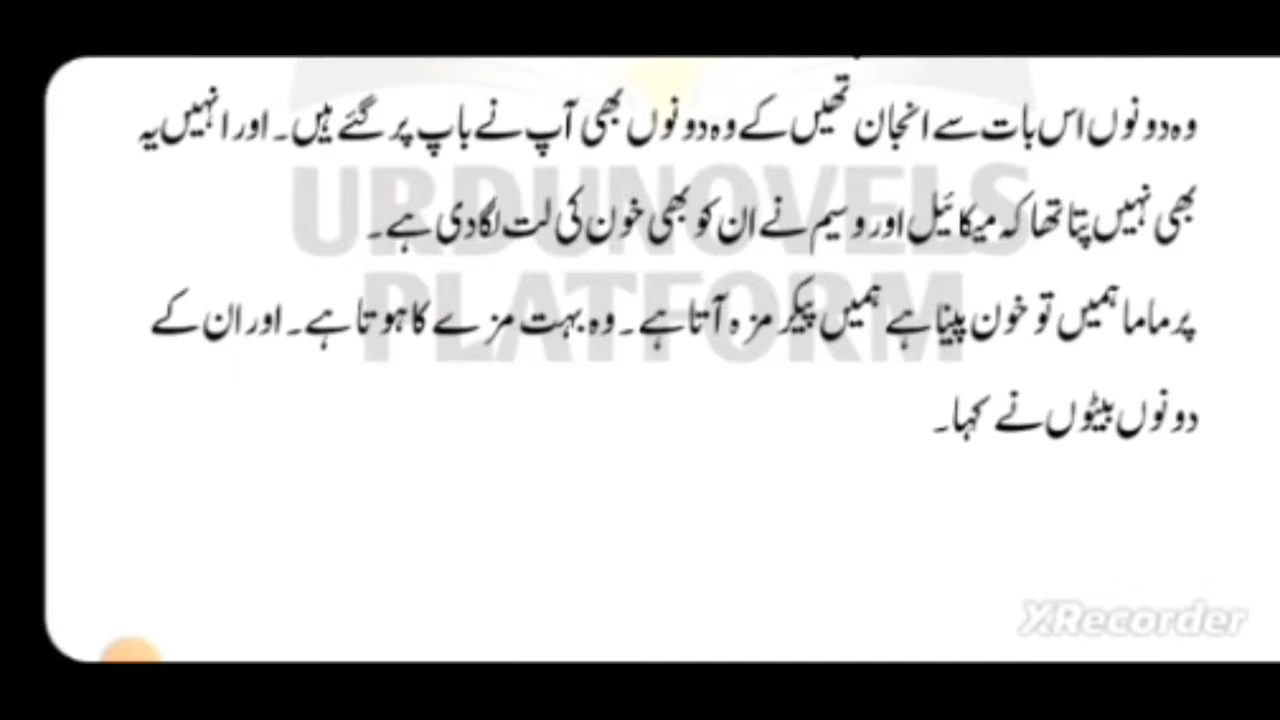 وہ دونوں اس بات سے انجان تھیں کے وہ دونوں بھی آپ نے باپ پر گئے ہیں۔ اور انہیں یہ
بھی نہیں پتا تھا کہ میکائیل اور وسیم نے ان کو بھی خون کی لت لگا دی ہے۔
URDUNOVELS
PLATFORM
پر ماما ہمیں تو خون پینا ہے ہمیں پیکر مزہ آتا ہے۔ وہ بہت مزے کا ہوتا ہے۔ اور ان کے
دونوں بیٹوں نے کہا۔
XRecorder